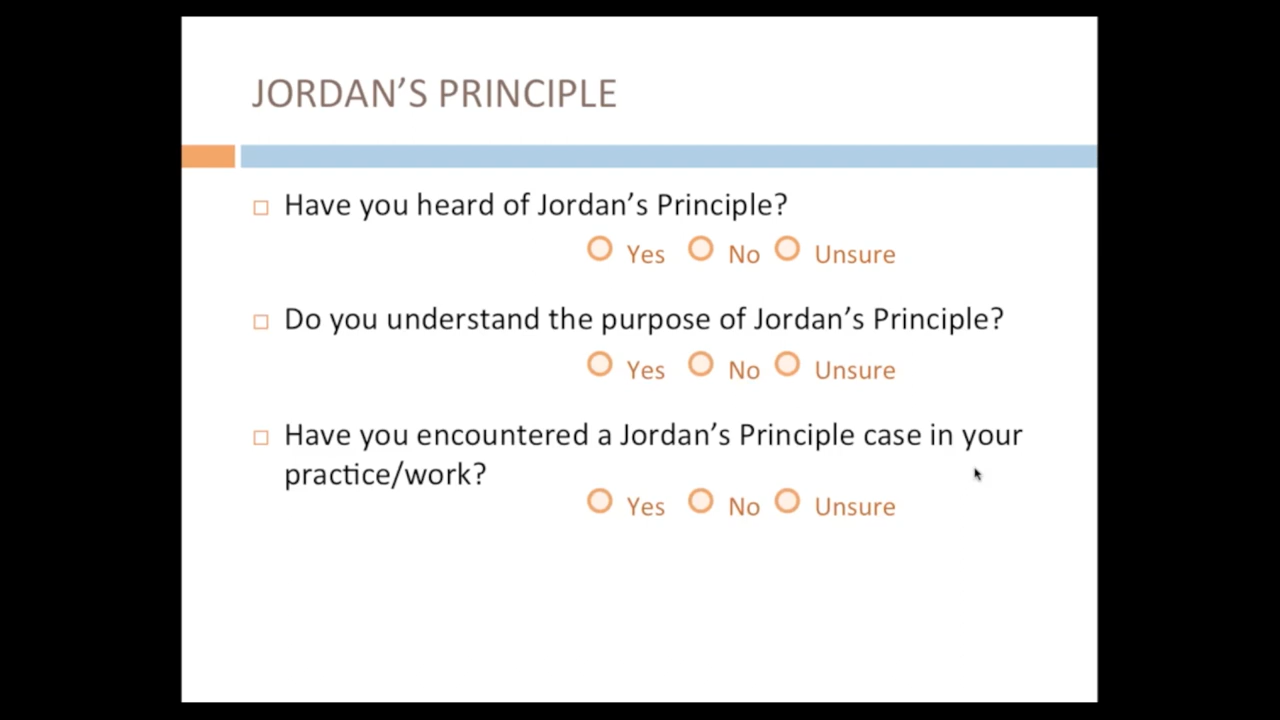 JORDAN’S PRINCIPLE
Have you heard of Jordan’s Principle?
Yes No Unsure
Do you understand the purpose of Jordan’s Principle?
Yes No Unsure
Have you encountered a Jordan’s Principle case in your
practice/work?
Yes No Unsure